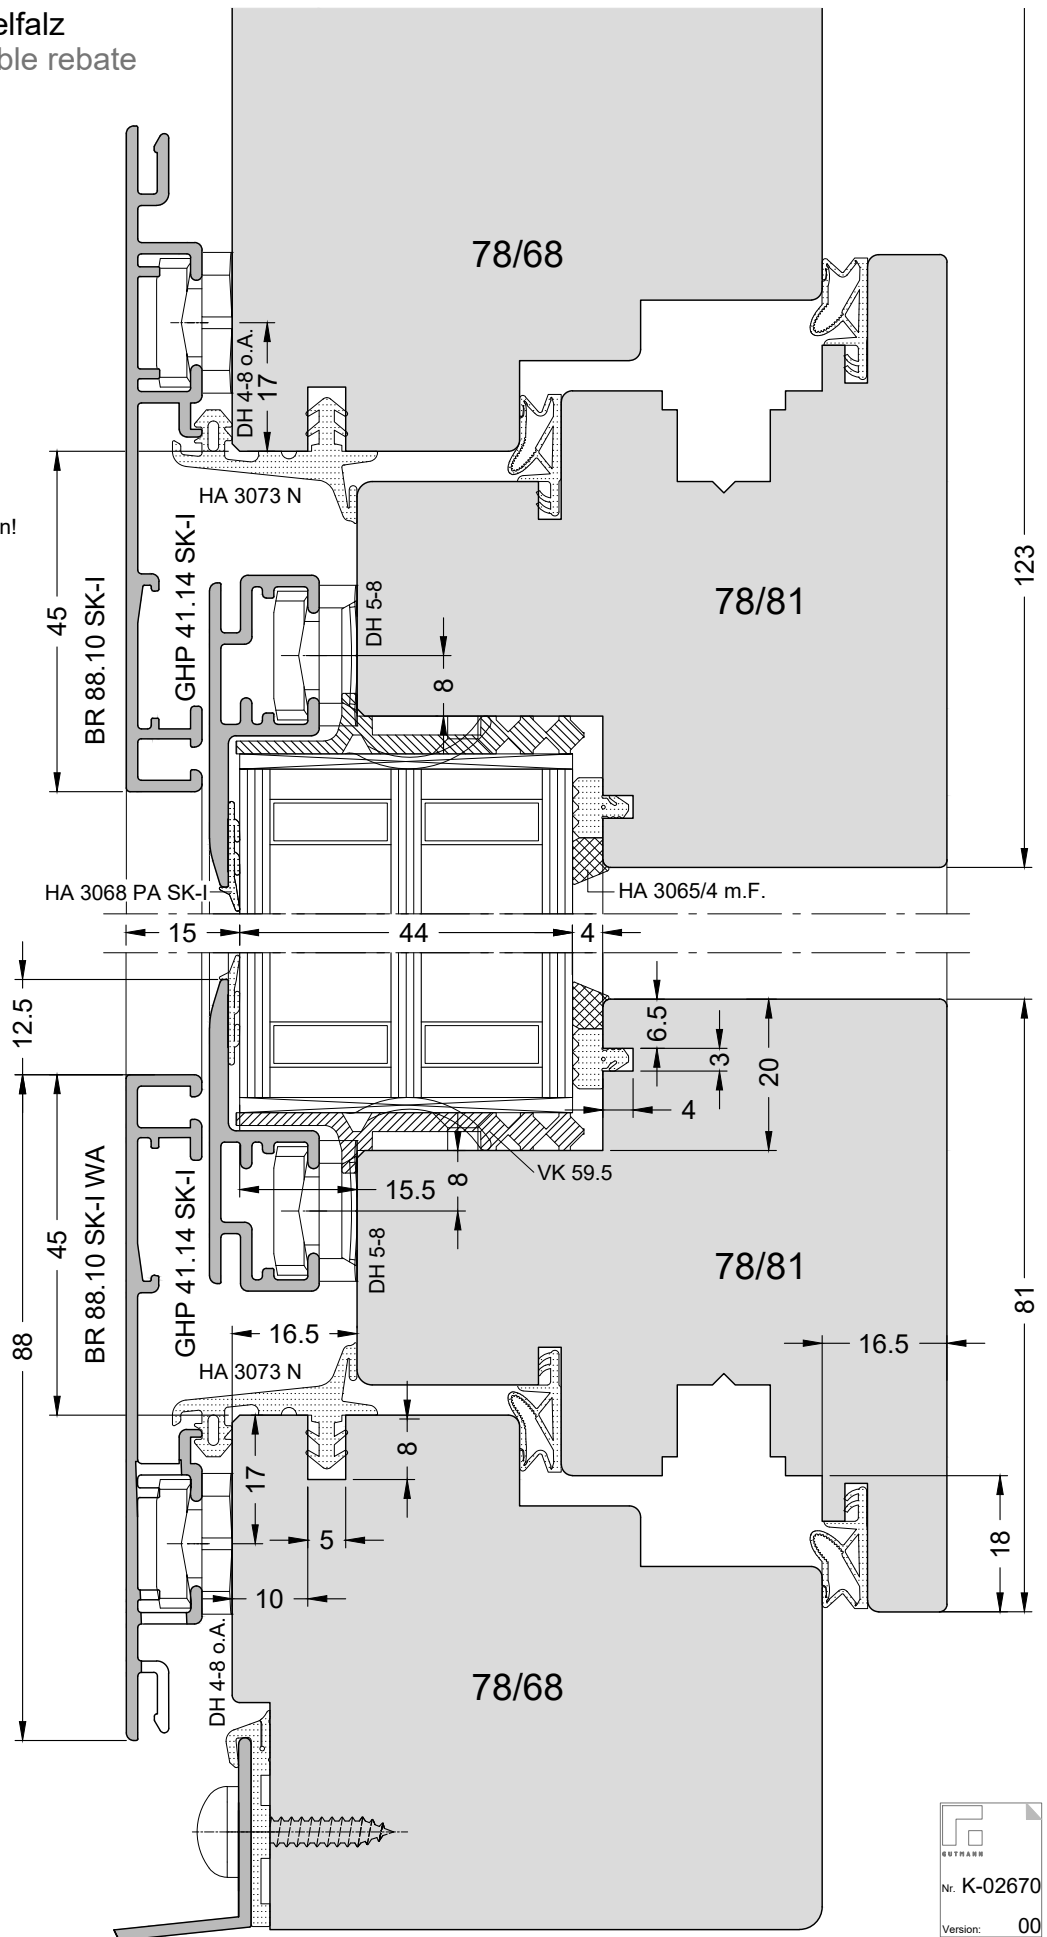 elfalz
ble rebate
78/68
DH 4-8 o.A.
17
HA 3073 N
n!
45
BR 88.10 SK-I
GHP 41.14 SK-I
DH 5-8
8
78/81
123
HA 3068 PA SK-I
HA 3065/4 m.F.
15
44
4
12.5
6.5
3
20
4
VK 59.5
15.5
8
DH 5-8
45
88
BR 88.10 SK-I WA
GHP 41.14 SK-I
78/81
81
16.5
16.5
HA 3073 N
17
8
5
10
18
DH 4-8 o.A.
78/68
GUTMANN
Nr. K-02670
Version: 00